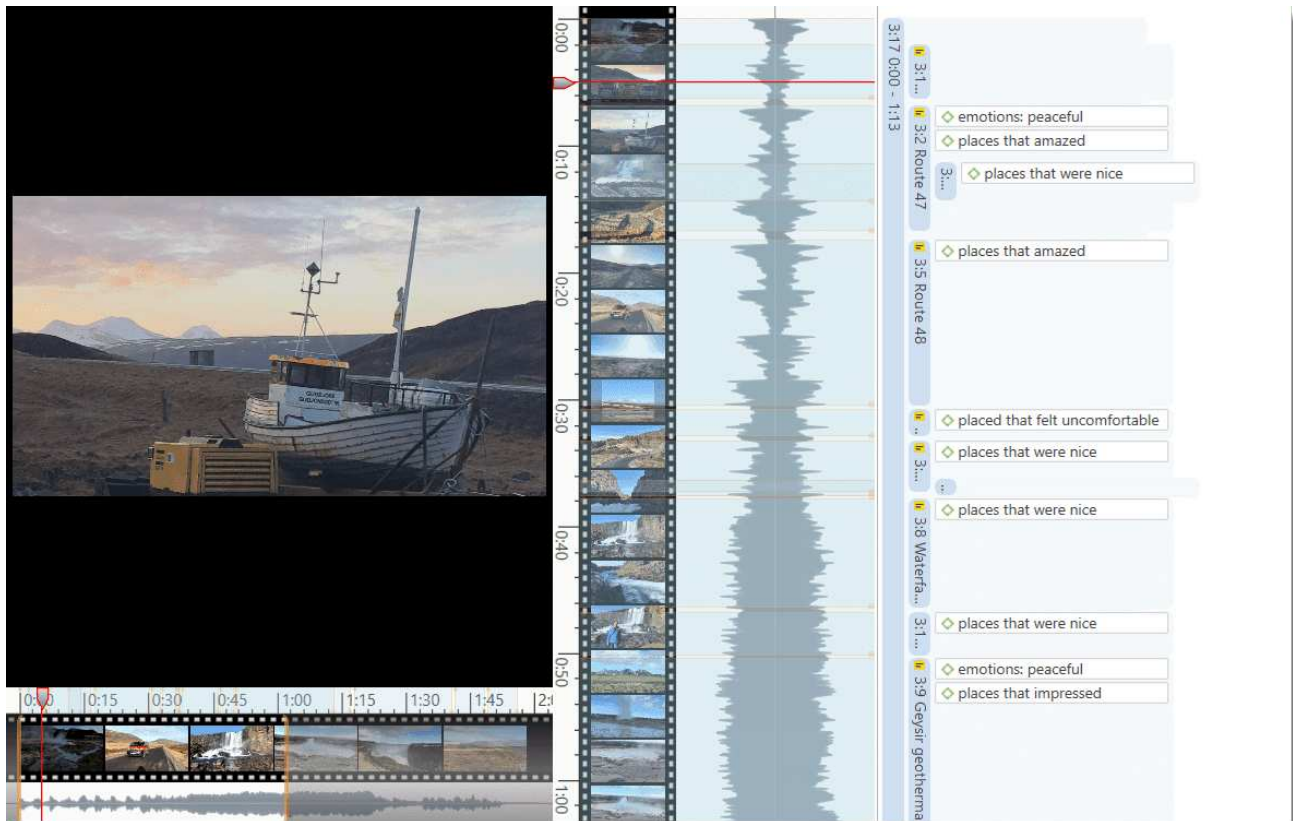 0:00
0:10
0:20
0:30
0:40
0:50
1:00
3:17 0:00 - 1:13
3:1...
3:2 Route 47
emotions: peaceful
places that amazed
3:...
places that were nice
3:5 Route 48
places that amazed
..
placed that felt uncomfortable
3:...
places that were nice
..
3:8 Waterfa...
places that were nice
3:1...
places that were nice
3:9 Geysir geotherma
emotions: peaceful
places that impressed
0:15 0:30 0:45 1:00 1:15 1:30 1:45 2:0